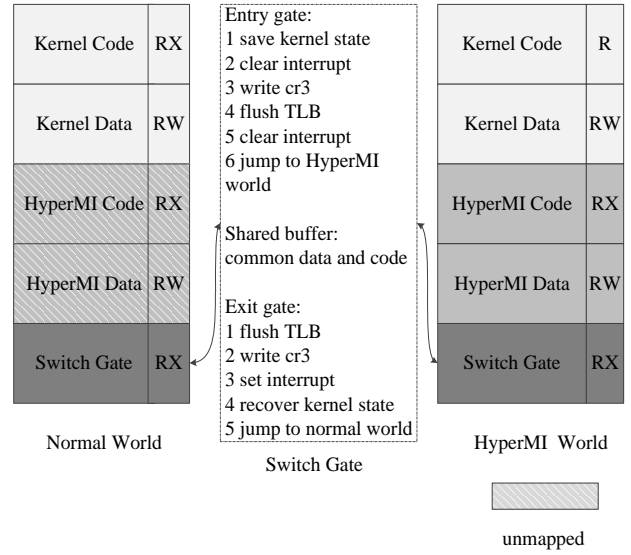 Kernel Code RX
Kernel Data RW
HyperMI Code RX
HyperMI Data RW
Switch Gate RX
Normal World
Entry gate:
1 save kernel state
2 clear interrupt
3 write cr3
4 flush TLB
5 clear interrupt
6 jump to HyperMI
world
Shared buffer:
common data and code
Exit gate:
1 flush TLB
2 write cr3
3 set interrupt
4 recover kernel state
5 jump to normal world
Switch Gate
Kernel Code R
Kernel Data RW
HyperMI Code RX
HyperMI Data RW
Switch Gate RX
HyperMI World
unmapped